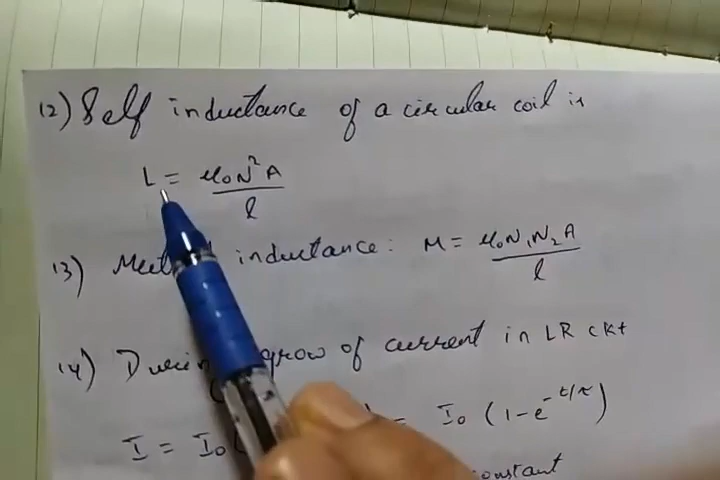 12) Self inductance of a circular coil is
L = μ₀N²A / l
13) inductance: M = μ₀N₁N₂A / l
14) grow of current in LR ckt
I = I₀ = I₀ (1-e^-t/τ)
constant